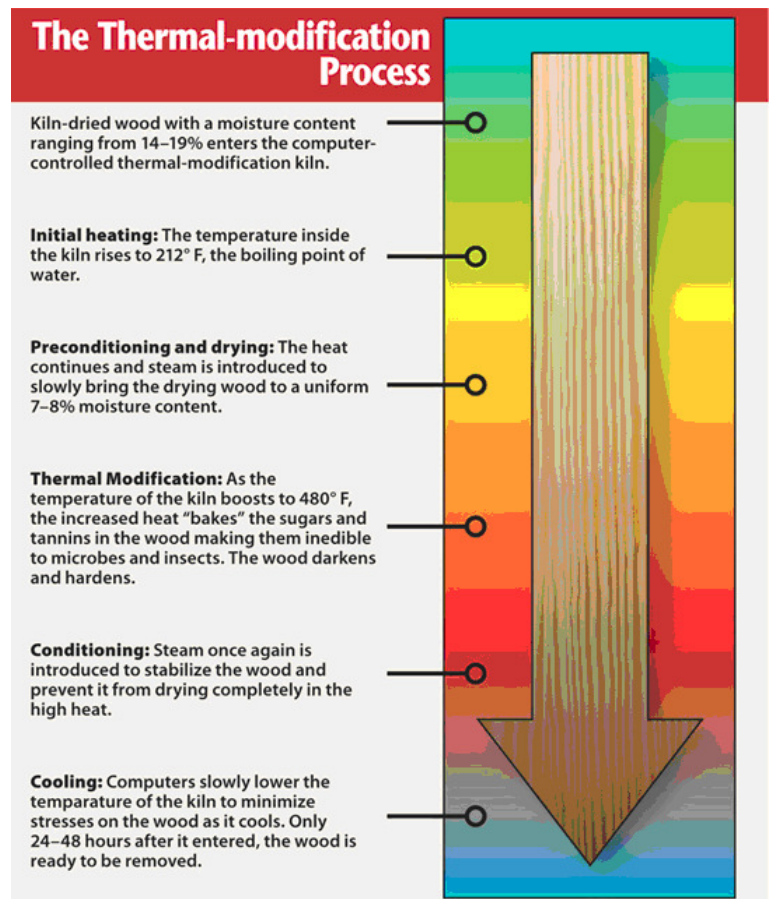 The Thermal-modification
Process
Kiln-dried wood with a moisture content
ranging from 14–19% enters the computer-
controlled thermal-modification kiln.
Initial heating: The temperature inside
the kiln rises to 212° F, the boiling point of
water.
Preconditioning and drying: The heat
continues and steam is introduced to
slowly bring the drying wood to a uniform
7–8% moisture content.
Thermal Modification: As the
temperature of the kiln boosts to 480° F,
the increased heat “bakes” the sugars and
tannins in the wood making them inedible
to microbes and insects. The wood darkens
and hardens.
Conditioning: Steam once again is
introduced to stabilize the wood and
prevent it from drying completely in the
high heat.
Cooling: Computers slowly lower the
temparature of the kiln to minimize
stresses on the wood as it cools. Only
24–48 hours after it entered, the wood is
ready to be removed.